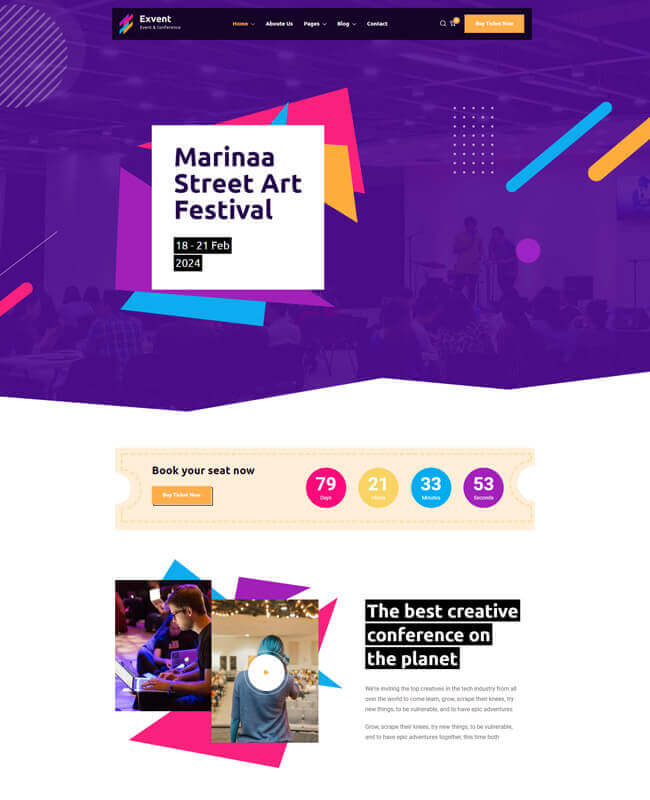 Exvent
Event & Conference
Home
Aboute Us
Pages
Blog
Contact
Buy Ticket Now
Marinaa
Street Art
Festival
18 - 21 Feb
2024
Book your seat now
Buy Ticket Now
79
21
33
53
Days
Hours
Minutes
Seconds
The best creative
conference on
the planet
We're inviting the top creatives in the tech industry from all
over the world to come learn, grow, scrape their knees, try
new things, to be vulnerable, and to have epic adventures
Grow, scrape their knees, try new things, to be vulnerable,
and to have epic adventures together, this time both